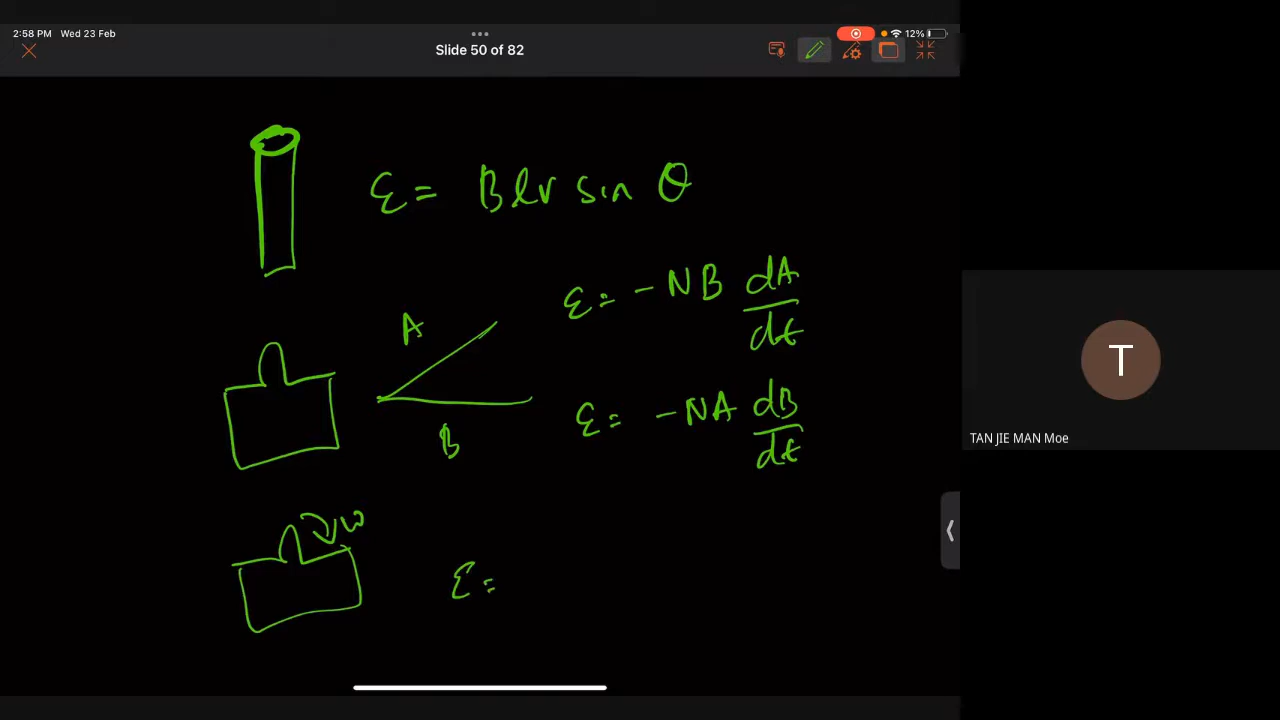 2:58 PM Wed 23 Feb
12%
Slide 50 of 82
ε = Blv sin θ
A
ε = - NB dA/dt
B
ε = - NA dB/dt
ω
ε =
T
TAN JIE MAN Moe